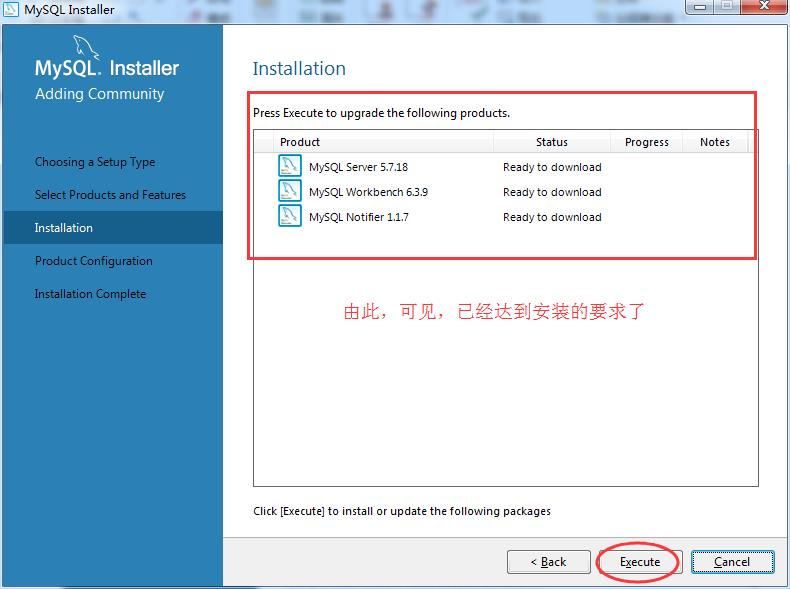 MySQL Installer
MySQL. Installer
Adding Community
Choosing a Setup Type
Select Products and Features
Installation
Product Configuration
Installation Complete
Installation
Press Execute to upgrade the following products.
Product Status Progress Notes
MySQL Server 5.7.18 Ready to download
MySQL Workbench 6.3.9 Ready to download
MySQL Notifier 1.1.7 Ready to download
由此，可见，已经达到安装的要求了
Click [Execute] to install or update the following packages
< Back Execute Cancel